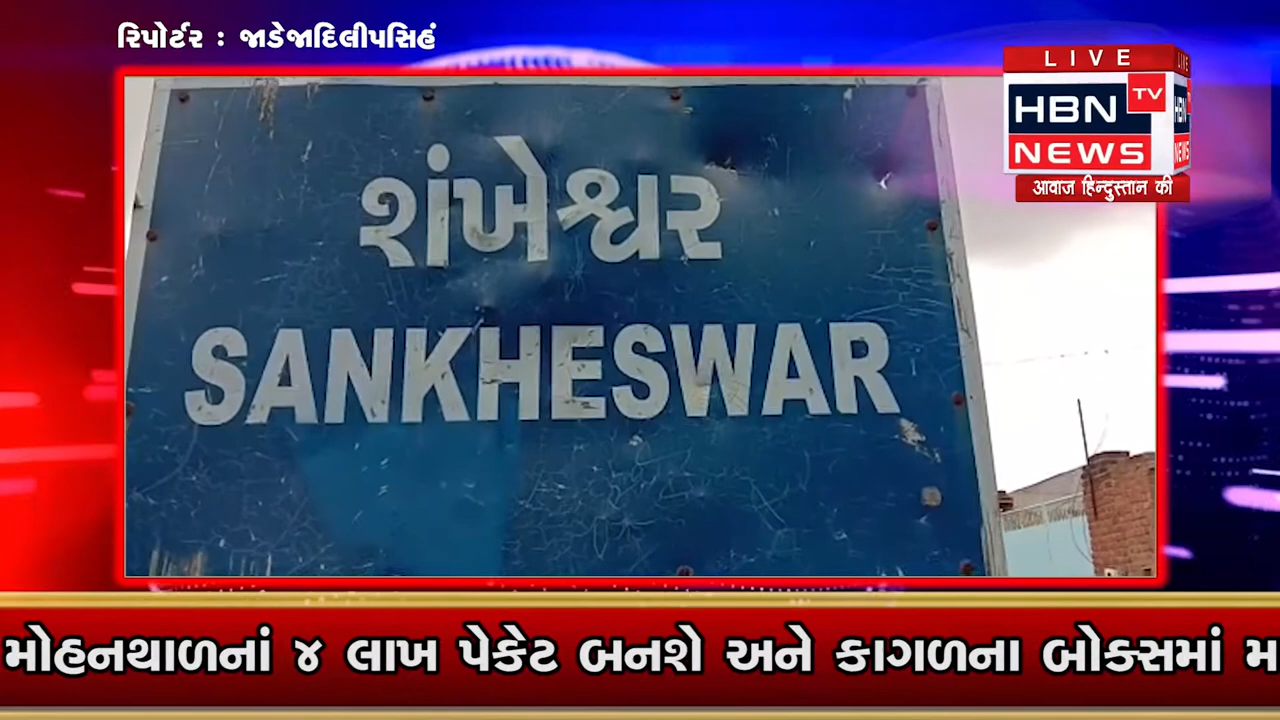 રિપોર્ટર : જાડેજાદિલીપસિહં
LIVE
HBN TV
NEWS
आवाज हिन्दुस्तान की
શંખેશ્વર
SANKHESWAR
મોહનથાળનાં ૪ લાખ પેકેટ બનશે અને કાગળના બોક્સમાં મ